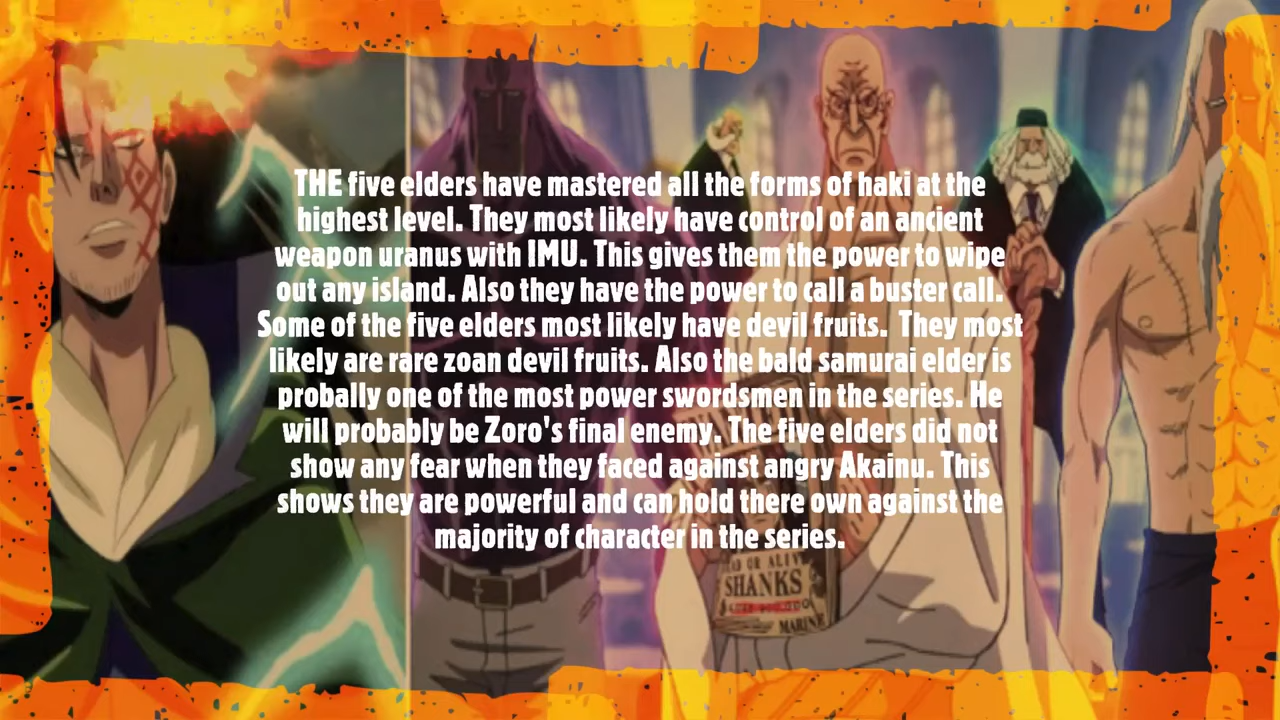 THE five elders have mastered all the forms of haki at the
highest level. They most likely have control of an ancient
weapon uranus with IMU. This gives them the power to wipe
out any island. Also they have the power to call a buster call.
Some of the five elders most likely have devil fruits. They most
likely are rare zoan devil fruits. Also the bald samurai elder is
probally one of the most power swordsmen in the series. He
will probably be Zoro's final enemy. The five elders did not
show any fear when they faced against angry Akainu. This
shows they are powerful and can hold there own against the
majority of character in the series.
OR ALIVE
SHANKS
MARINE